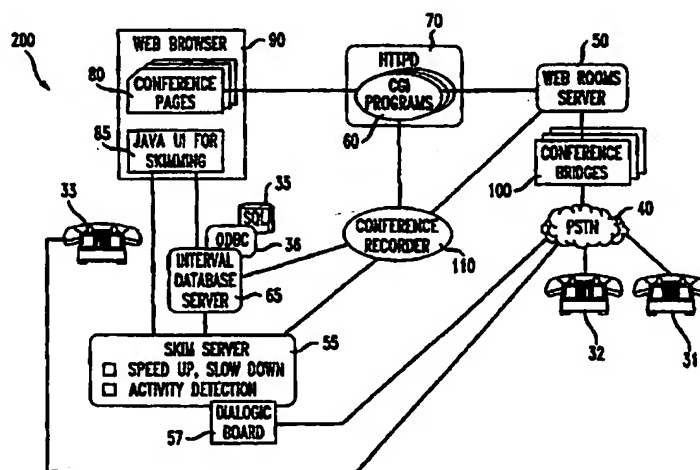 200
WEB BROWSER
90
80
CONFERENCE
PAGES
85
JAVA UI FOR
SKIMMING
70
HTTPD
CGI
PROGRAMS
60
50
WEB ROOMS
SERVER
CONFERENCE
BRIDGES
100
33
35
SQL
ODBC
36
INTERVAL
DATABASE
SERVER
65
CONFERENCE
RECORDER
110
40
PSTN
32
31
SKIM SERVER
55
SPEED UP, SLOW DOWN
ACTIVITY DETECTION
DIALOGIC
BOARD
57